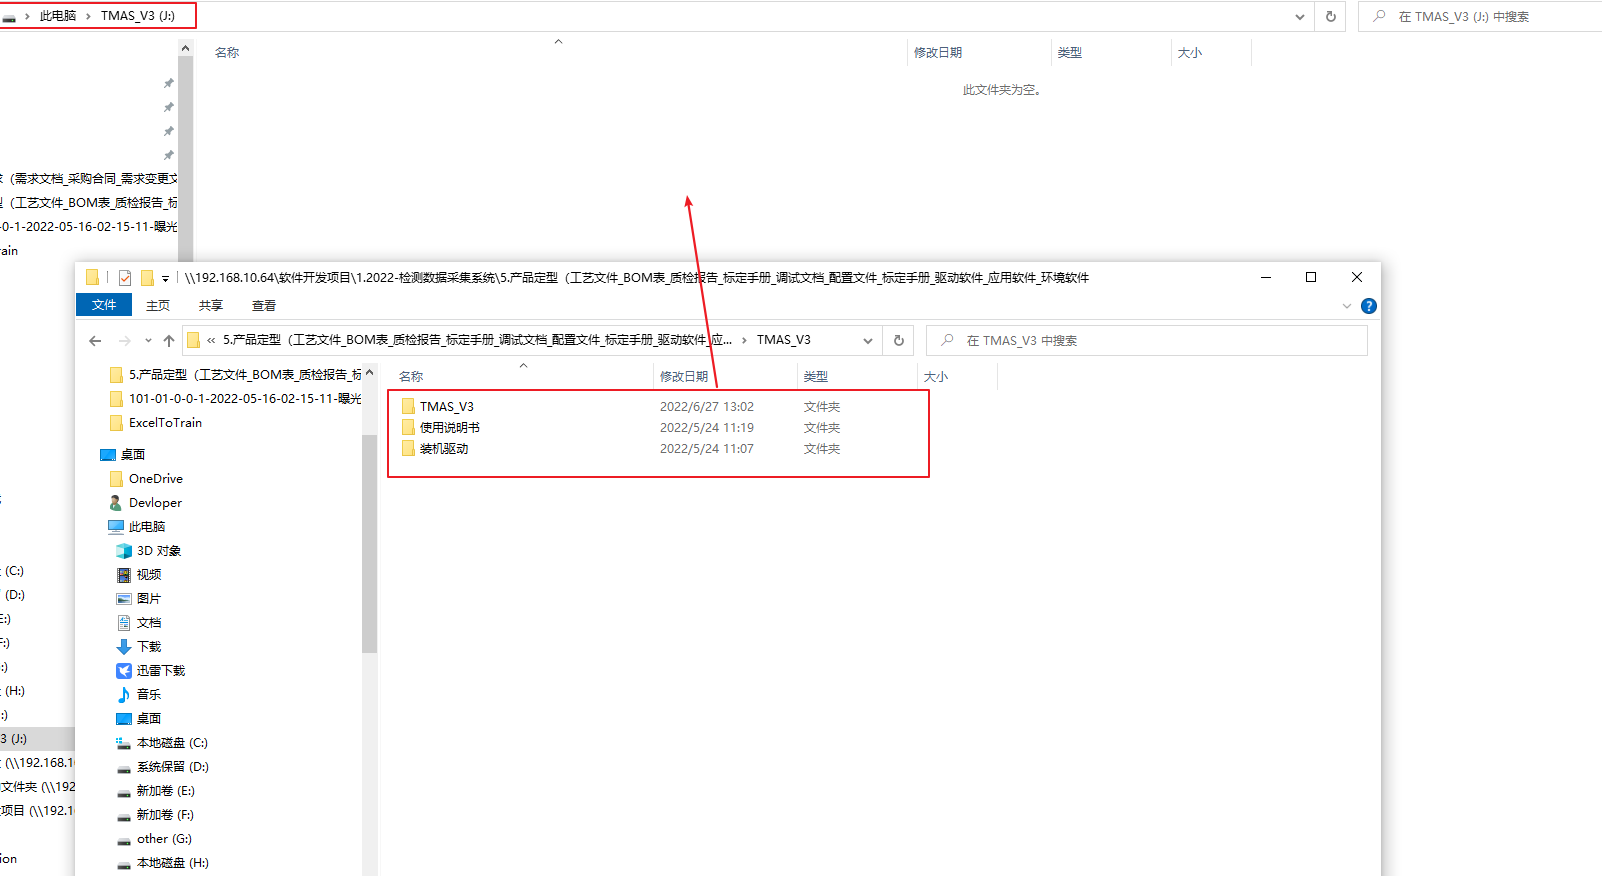 此电脑 › TMAS_V3 (J:)
在 TMAS_V3 (J:) 中搜索
名称 修改日期 类型 大小
此文件夹为空。
（需求文档_采购合同_需求变更文
（工艺文件_BOM表_质检报告_标
-0-1-2022-05-16-02-15-11-曝光
rain
(C:)
(D:)
E:)
F:)
:)
(H:)
:)
3 (J:)
(\\192.168.10
文件夹 (\\192
项目 (\\192.10
ion
\\192.168.10.64\软件开发项目\1.2022-检测数据采集系统\5.产品定型（工艺文件_BOM表_质检报告_标定手册_调试文档_配置文件_标定手册_驱动软件_应用软件_环境软件
文件 主页 共享 查看
« 5.产品定型（工艺文件_BOM表_质检报告_标定手册_调试文档_配置文件_标定手册_驱动软件_应... › TMAS_V3
在 TMAS_V3 中搜索
5.产品定型（工艺文件_BOM表_质检报告_标
101-01-0-0-1-2022-05-16-02-15-11-曝光
ExcelToTrain
桌面
OneDrive
Devloper
此电脑
3D 对象
视频
图片
文档
下载
迅雷下载
音乐
桌面
本地磁盘 (C:)
系统保留 (D:)
新加卷 (E:)
新加卷 (F:)
other (G:)
本地磁盘 (H:)
名称 修改日期 类型 大小
TMAS_V3 2022/6/27 13:02 文件夹
使用说明书 2022/5/24 11:19 文件夹
装机驱动 2022/5/24 11:07 文件夹